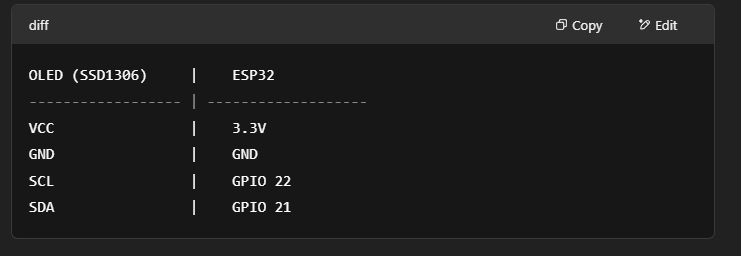 diff Copy Edit
OLED (SSD1306) | ESP32
------------------ | -------------------
VCC | 3.3V
GND | GND
SCL | GPIO 22
SDA | GPIO 21